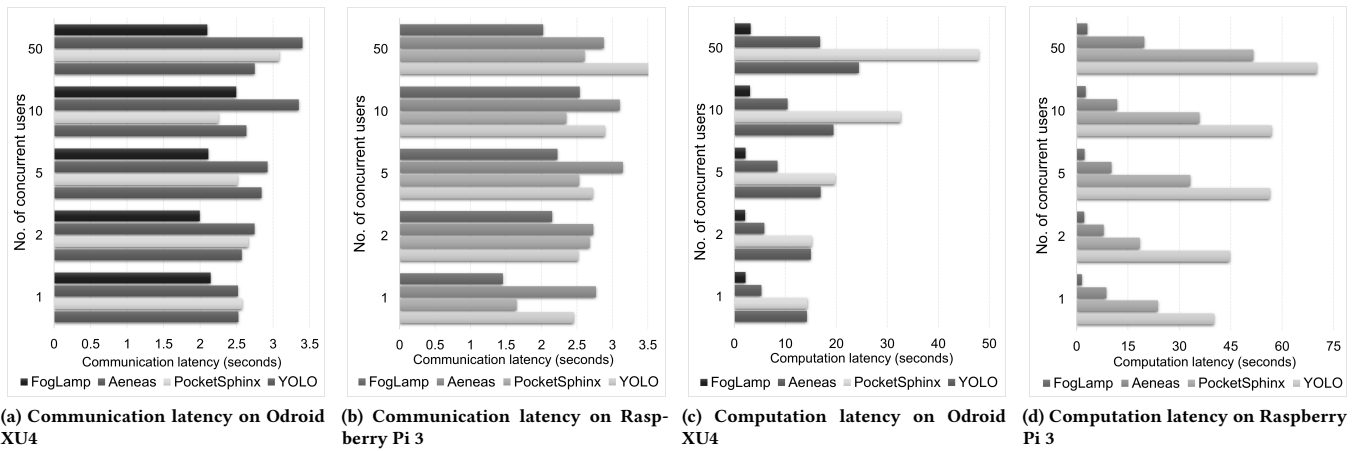 No. of concurrent users
50
10
5
2
1
0 0.5 1 1.5 2 2.5 3 3.5
Communication latency (seconds)
FogLamp Aeneas PocketSphinx YOLO
(a) Communication latency on Odroid
XU4
No. of concurrent users
50
10
5
2
1
0 0.5 1 1.5 2 2.5 3 3.5
Communication latency (seconds)
FogLamp Aeneas PocketSphinx YOLO
(b) Communication latency on Rasp-
berry Pi 3
No. of concurrent users
50
10
5
2
1
0 10 20 30 40 50
Computation latency (seconds)
FogLamp Aeneas PocketSphinx YOLO
(c) Computation latency on Odroid
XU4
No. of concurrent users
50
10
5
2
1
0 15 30 45 60 75
Computation latency (seconds)
FogLamp Aeneas PocketSphinx YOLO
(d) Computation latency on Raspberry
Pi 3